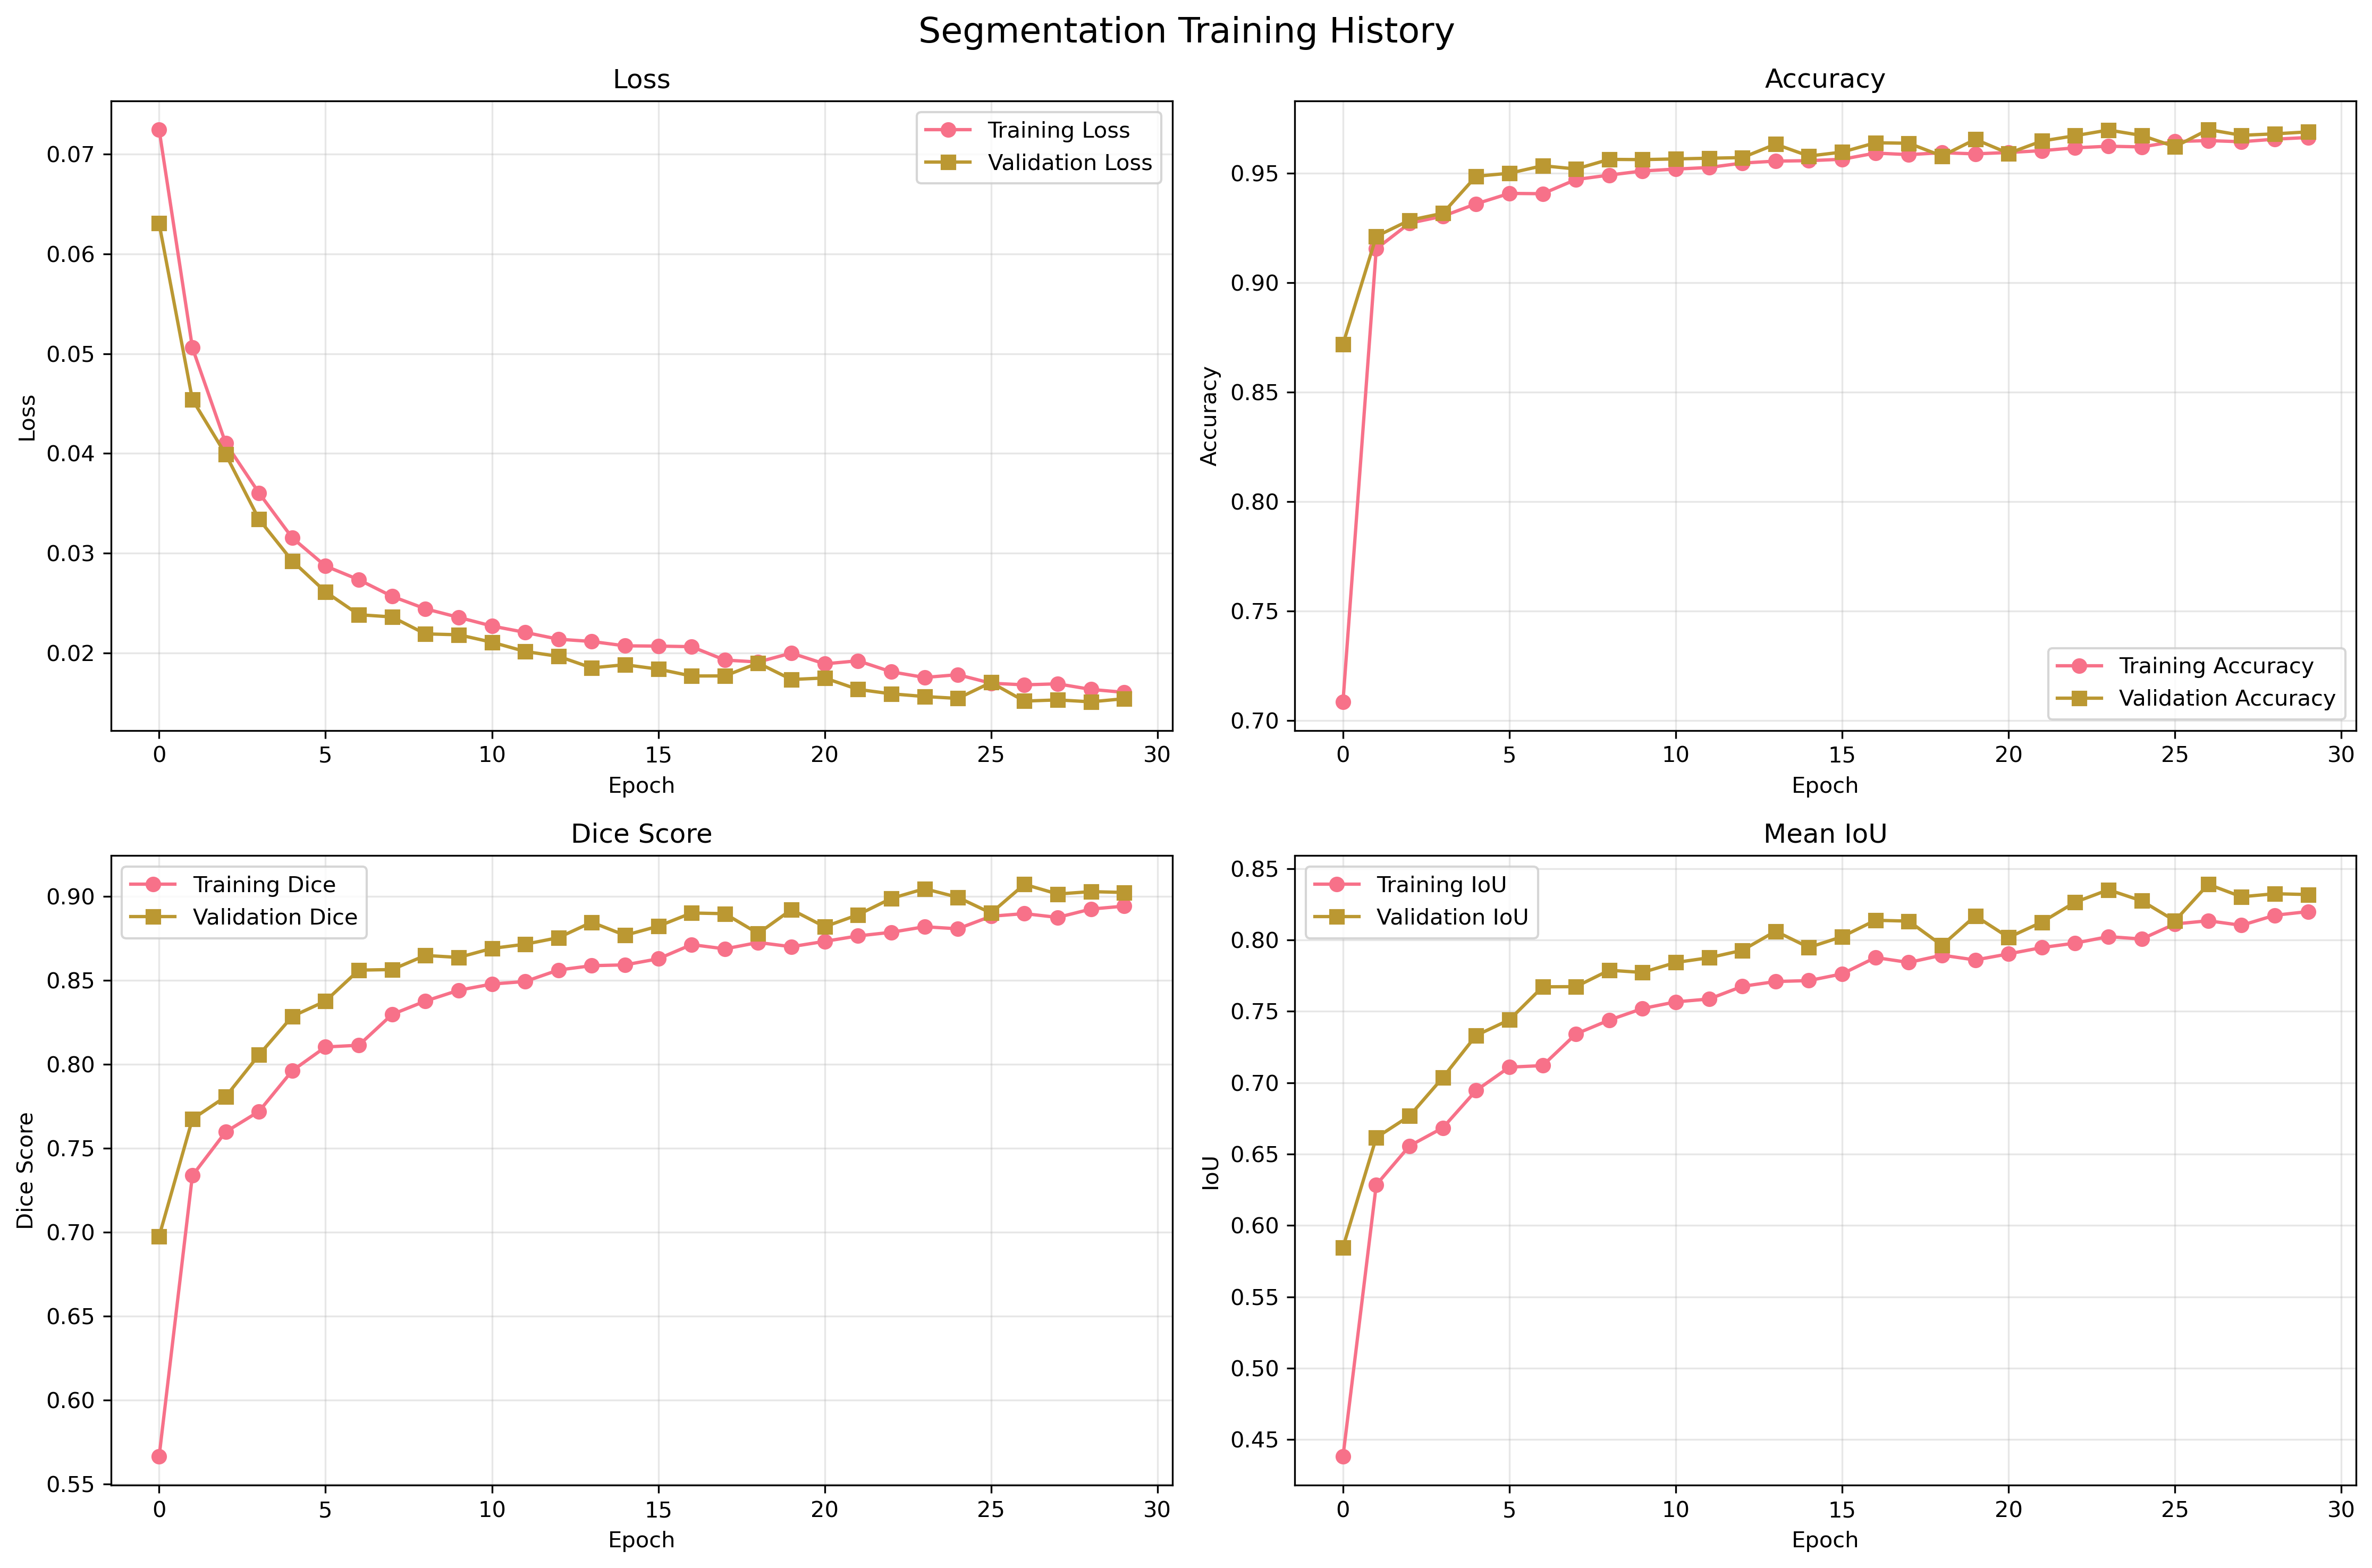 Segmentation Training History
Loss
Training Loss
Validation Loss
Loss
0.07
0.06
0.05
0.04
0.03
0.02
0 5 10 15 20 25 30
Epoch
Accuracy
Accuracy
0.95
0.90
0.85
0.80
0.75
0.70
Training Accuracy
Validation Accuracy
0 5 10 15 20 25 30
Epoch
Dice Score
Training Dice
Validation Dice
Dice Score
0.90
0.85
0.80
0.75
0.70
0.65
0.60
0.55
0 5 10 15 20 25 30
Epoch
Mean IoU
Training IoU
Validation IoU
IoU
0.85
0.80
0.75
0.70
0.65
0.60
0.55
0.50
0.45
0 5 10 15 20 25 30
Epoch